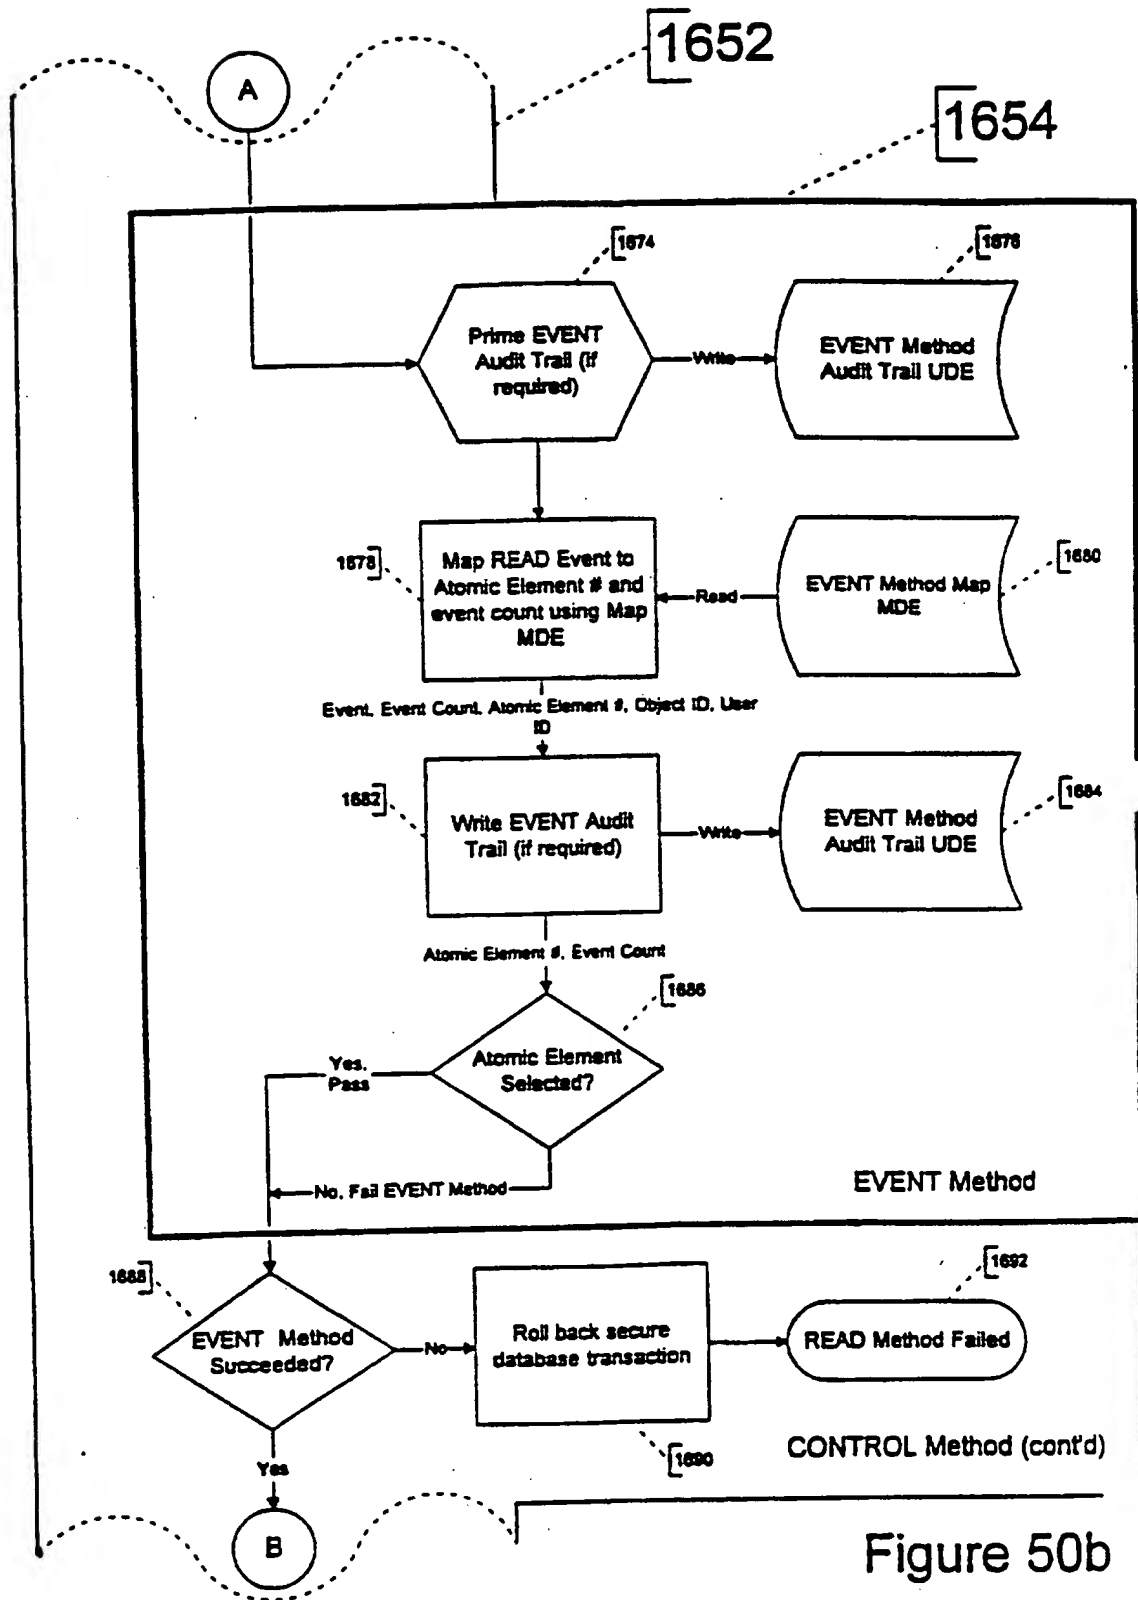 1652
A
1654
1674
1676
Prime EVENT
Audit Trail (if
required)
Write
EVENT Method
Audit Trail UDE
1678
Map READ Event to
Atomic Element # and
event count using Map
MDE
Read
EVENT Method Map
MDE
1680
Event, Event Count, Atomic Element #, Object ID, User
ID
1682
Write EVENT Audit
Trail (if required)
Write
EVENT Method
Audit Trail UDE
1684
Atomic Element #, Event Count
1686
Atomic Element
Selected?
Yes,
Pass
No, Fail EVENT Method
EVENT Method
1688
EVENT Method
Succeeded?
No
Roll back secure
database transaction
1692
READ Method Failed
1690
CONTROL Method (cont'd)
Yes
B
Figure 50b